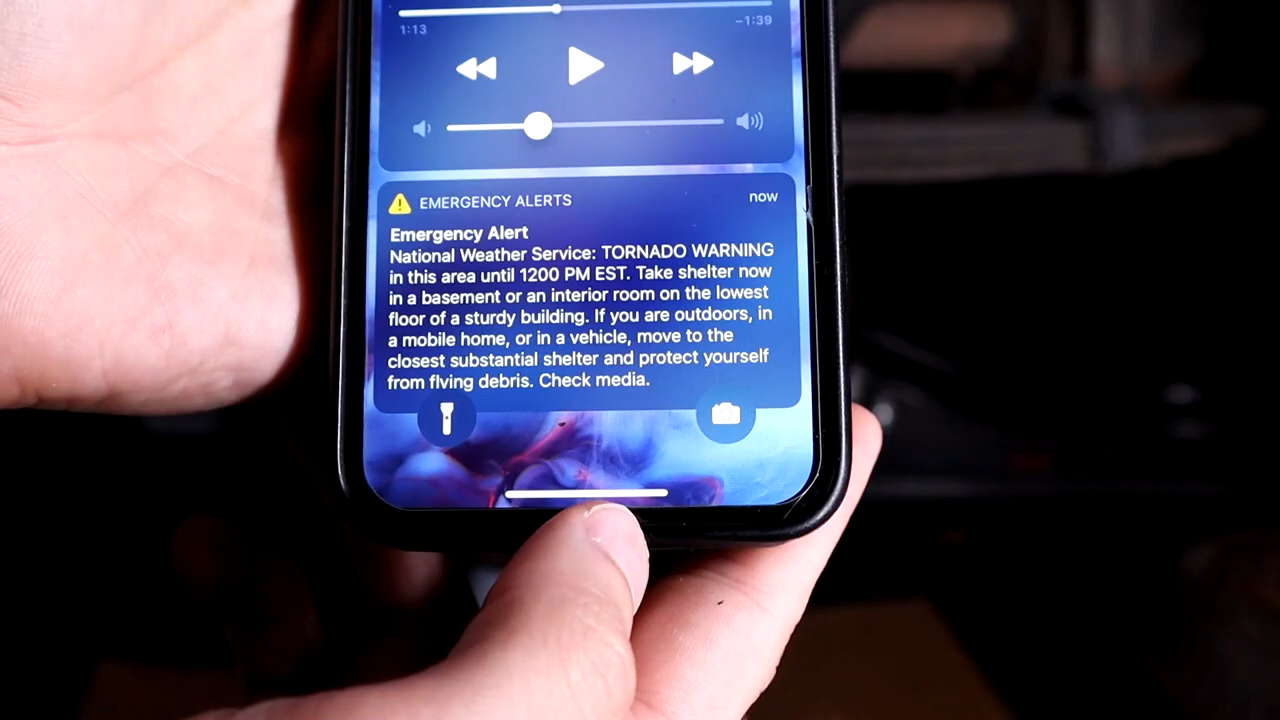 1:13
-1:39
EMERGENCY ALERTS
now
Emergency Alert
National Weather Service: TORNADO WARNING
in this area until 1200 PM EST. Take shelter now
in a basement or an interior room on the lowest
floor of a sturdy building. If you are outdoors, in
a mobile home, or in a vehicle, move to the
closest substantial shelter and protect yourself
from flying debris. Check media.